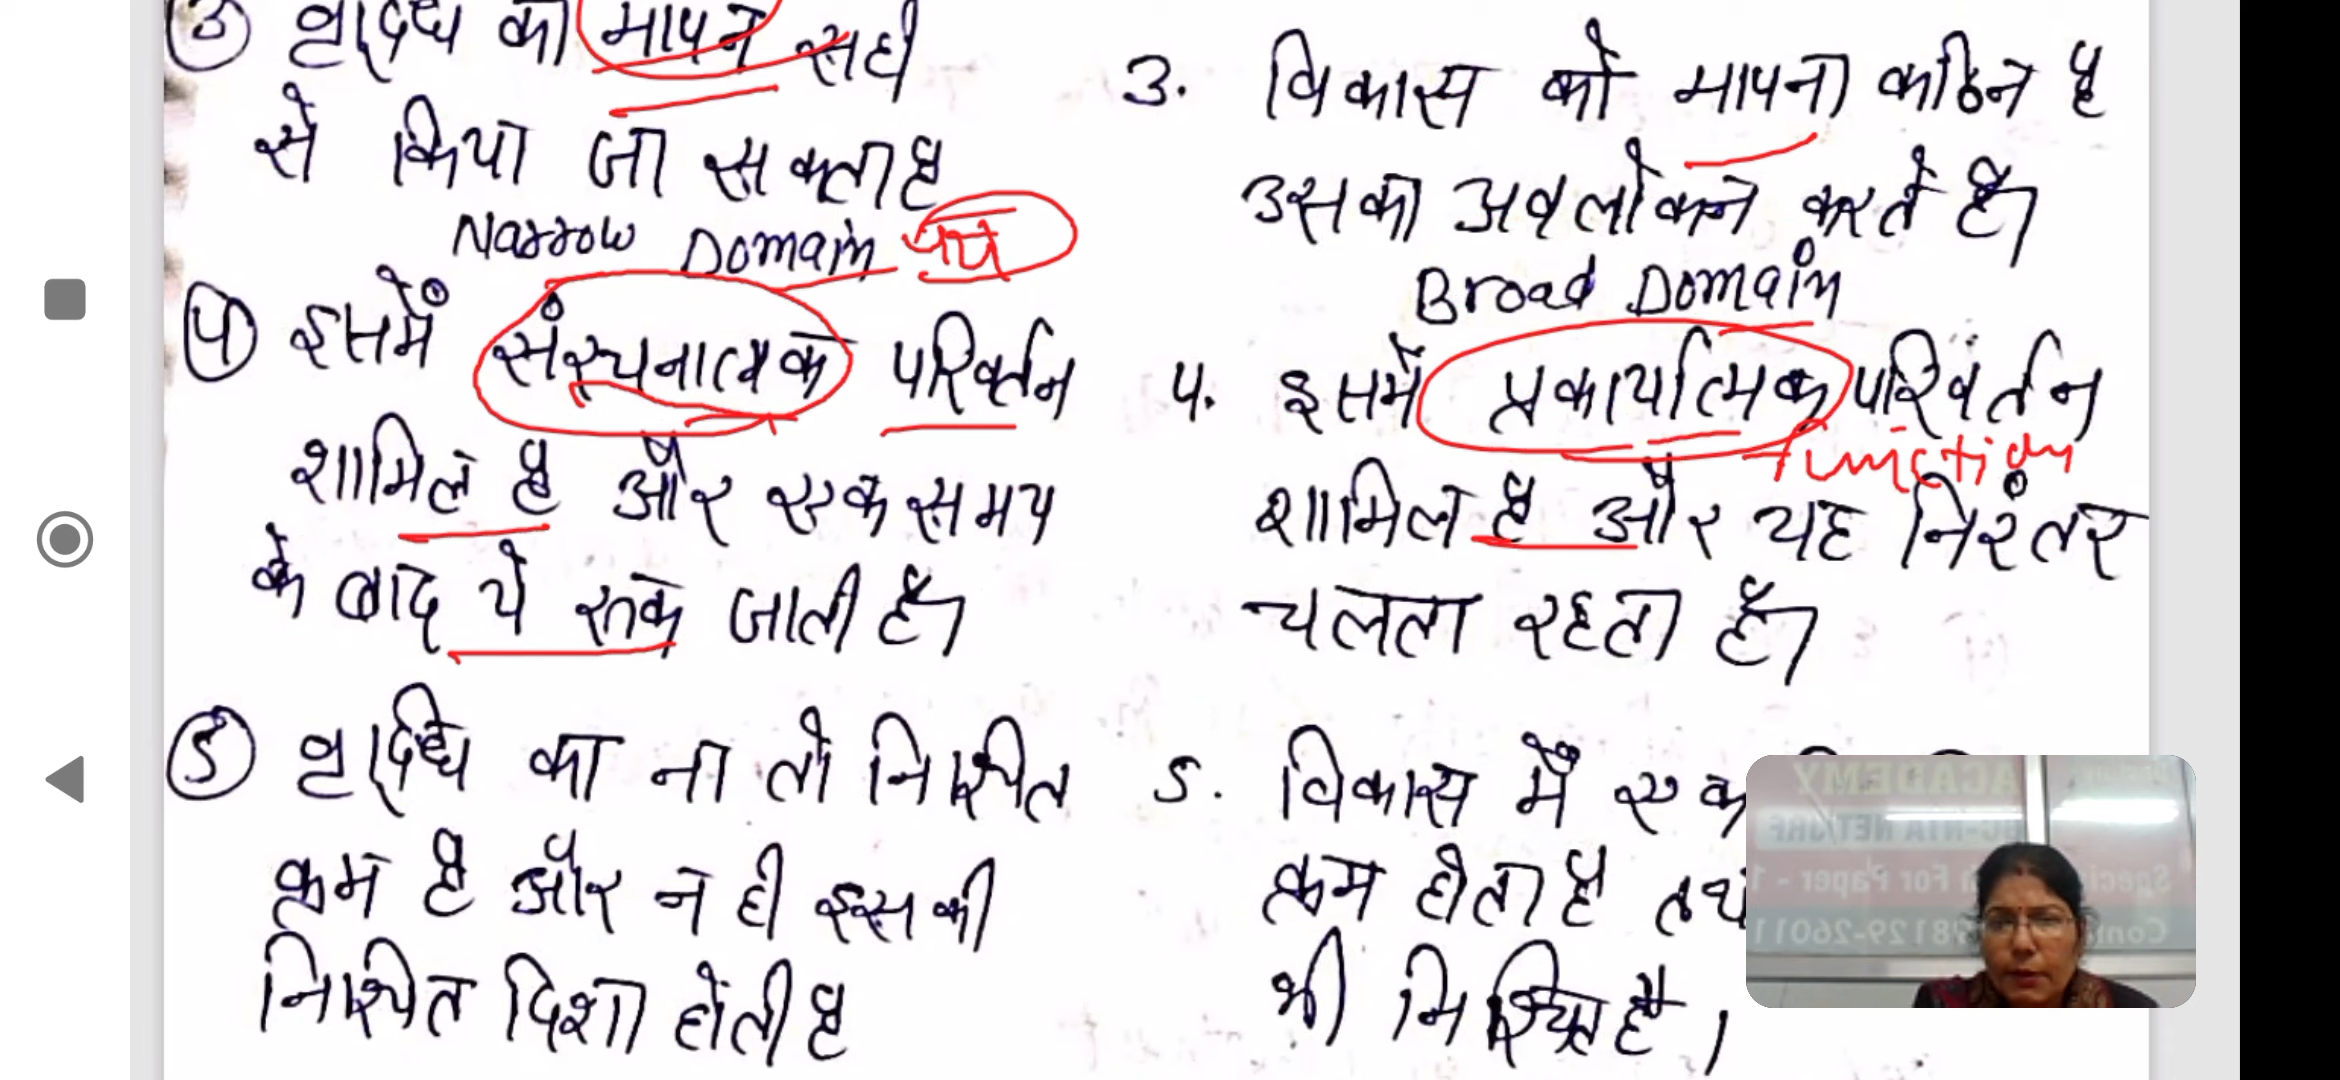 ③ वृद्धि का मापन सही
से किया जा सकता है
Narrow Domain
④ इसमें संरचनात्मक परिवर्तन
शामिल है और एक समय
के बाद ये रुक जाती है।
⑤ वृद्धि का ना तो निश्चित
क्रम है और न ही इसकी
निश्चित दिशा होती है
3. विकास को मापना कठिन है
उसका अवलोकन करते है।
Broad Domain
4. इसमें प्रकार्यात्मक परिवर्तन
function
शामिल है और यह निरंतर
चलता रहता है।
5. विकास में एक
क्रम होता है
भी निश्चित है।
ACADEMY